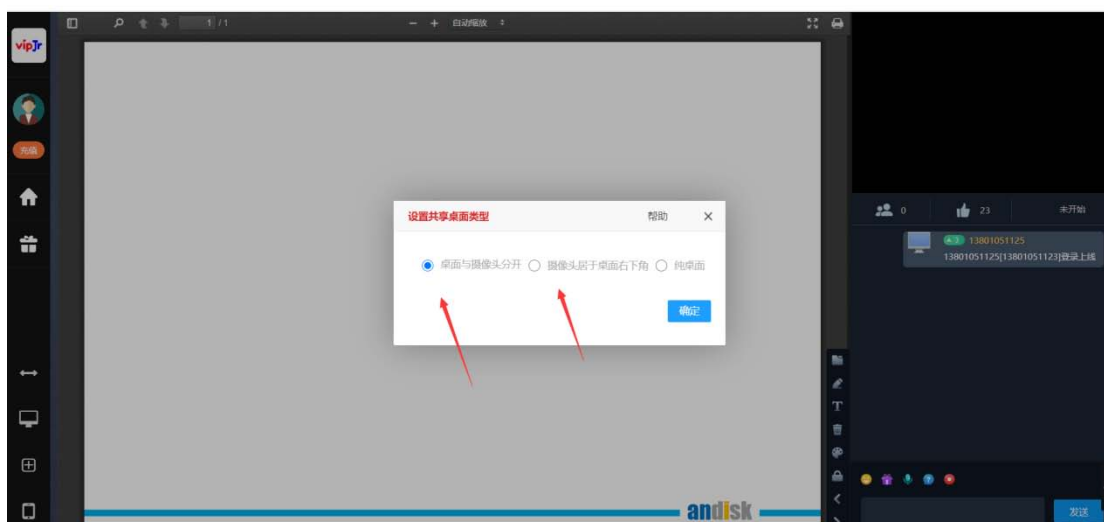 1 / 1
自动缩放
vipJr
充值
设置共享桌面类型
帮助
桌面与摄像头分开
摄像头居于桌面右下角
纯桌面
确定
0
23
未开始
13801051125
13801051125[13801051123]登录上线
T
andisk
发送